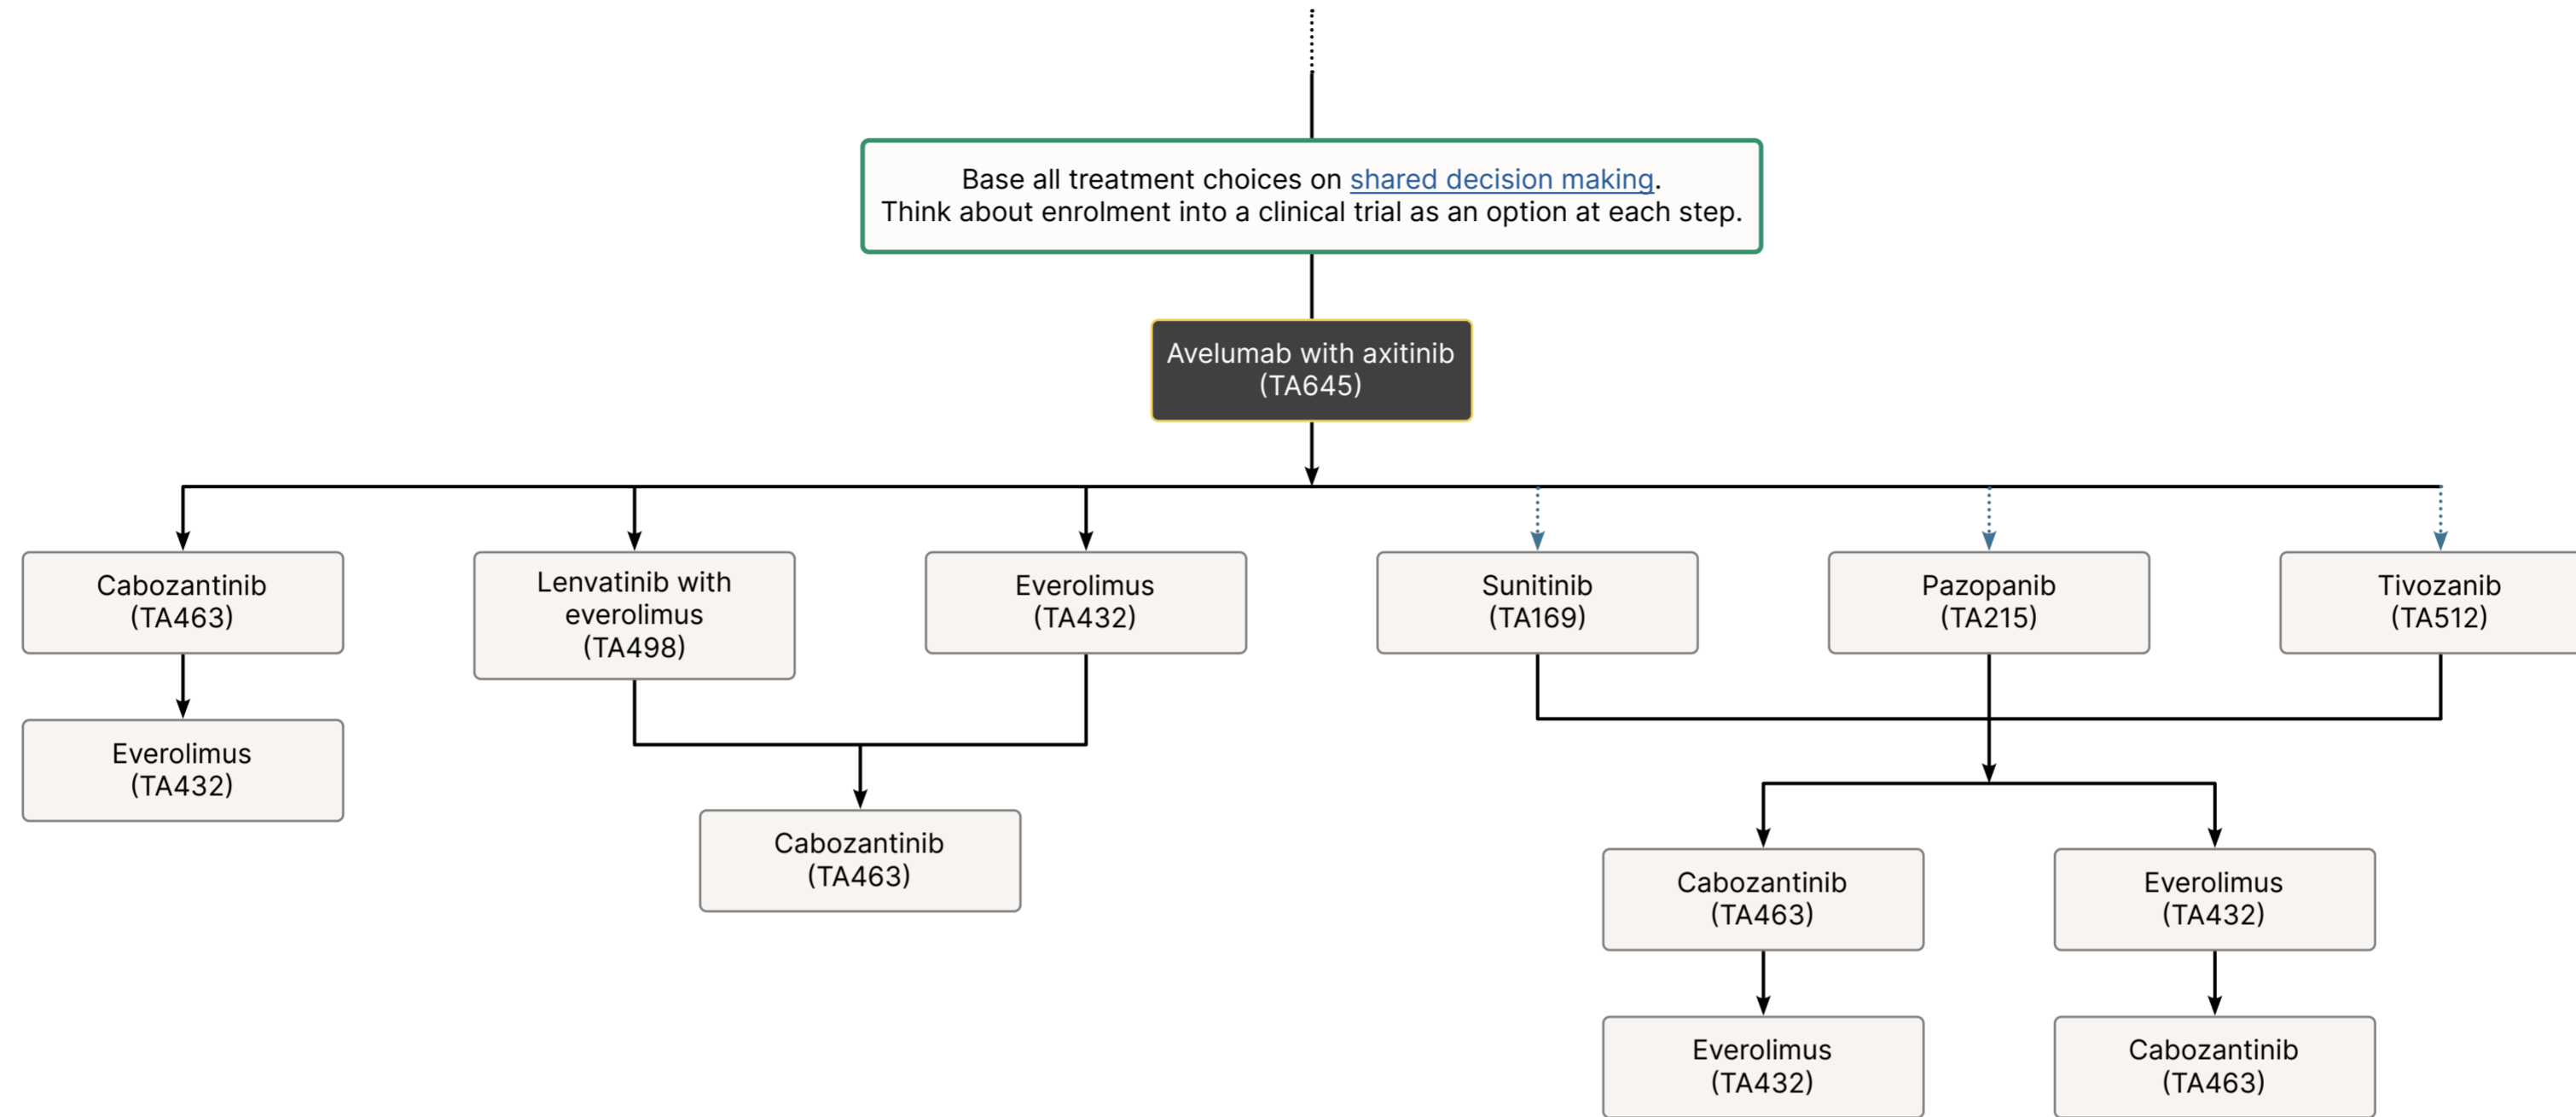 Base all treatment choices on shared decision making.
Think about enrolment into a clinical trial as an option at each step.
Avelumab with axitinib
(TA645)
Cabozantinib
(TA463)
Lenvatinib with
everolimus
(TA498)
Everolimus
(TA432)
Sunitinib
(TA169)
Pazopanib
(TA215)
Tivozanib
(TA512)
Everolimus
(TA432)
Cabozantinib
(TA463)
Cabozantinib
(TA463)
Everolimus
(TA432)
Everolimus
(TA432)
Cabozantinib
(TA463)